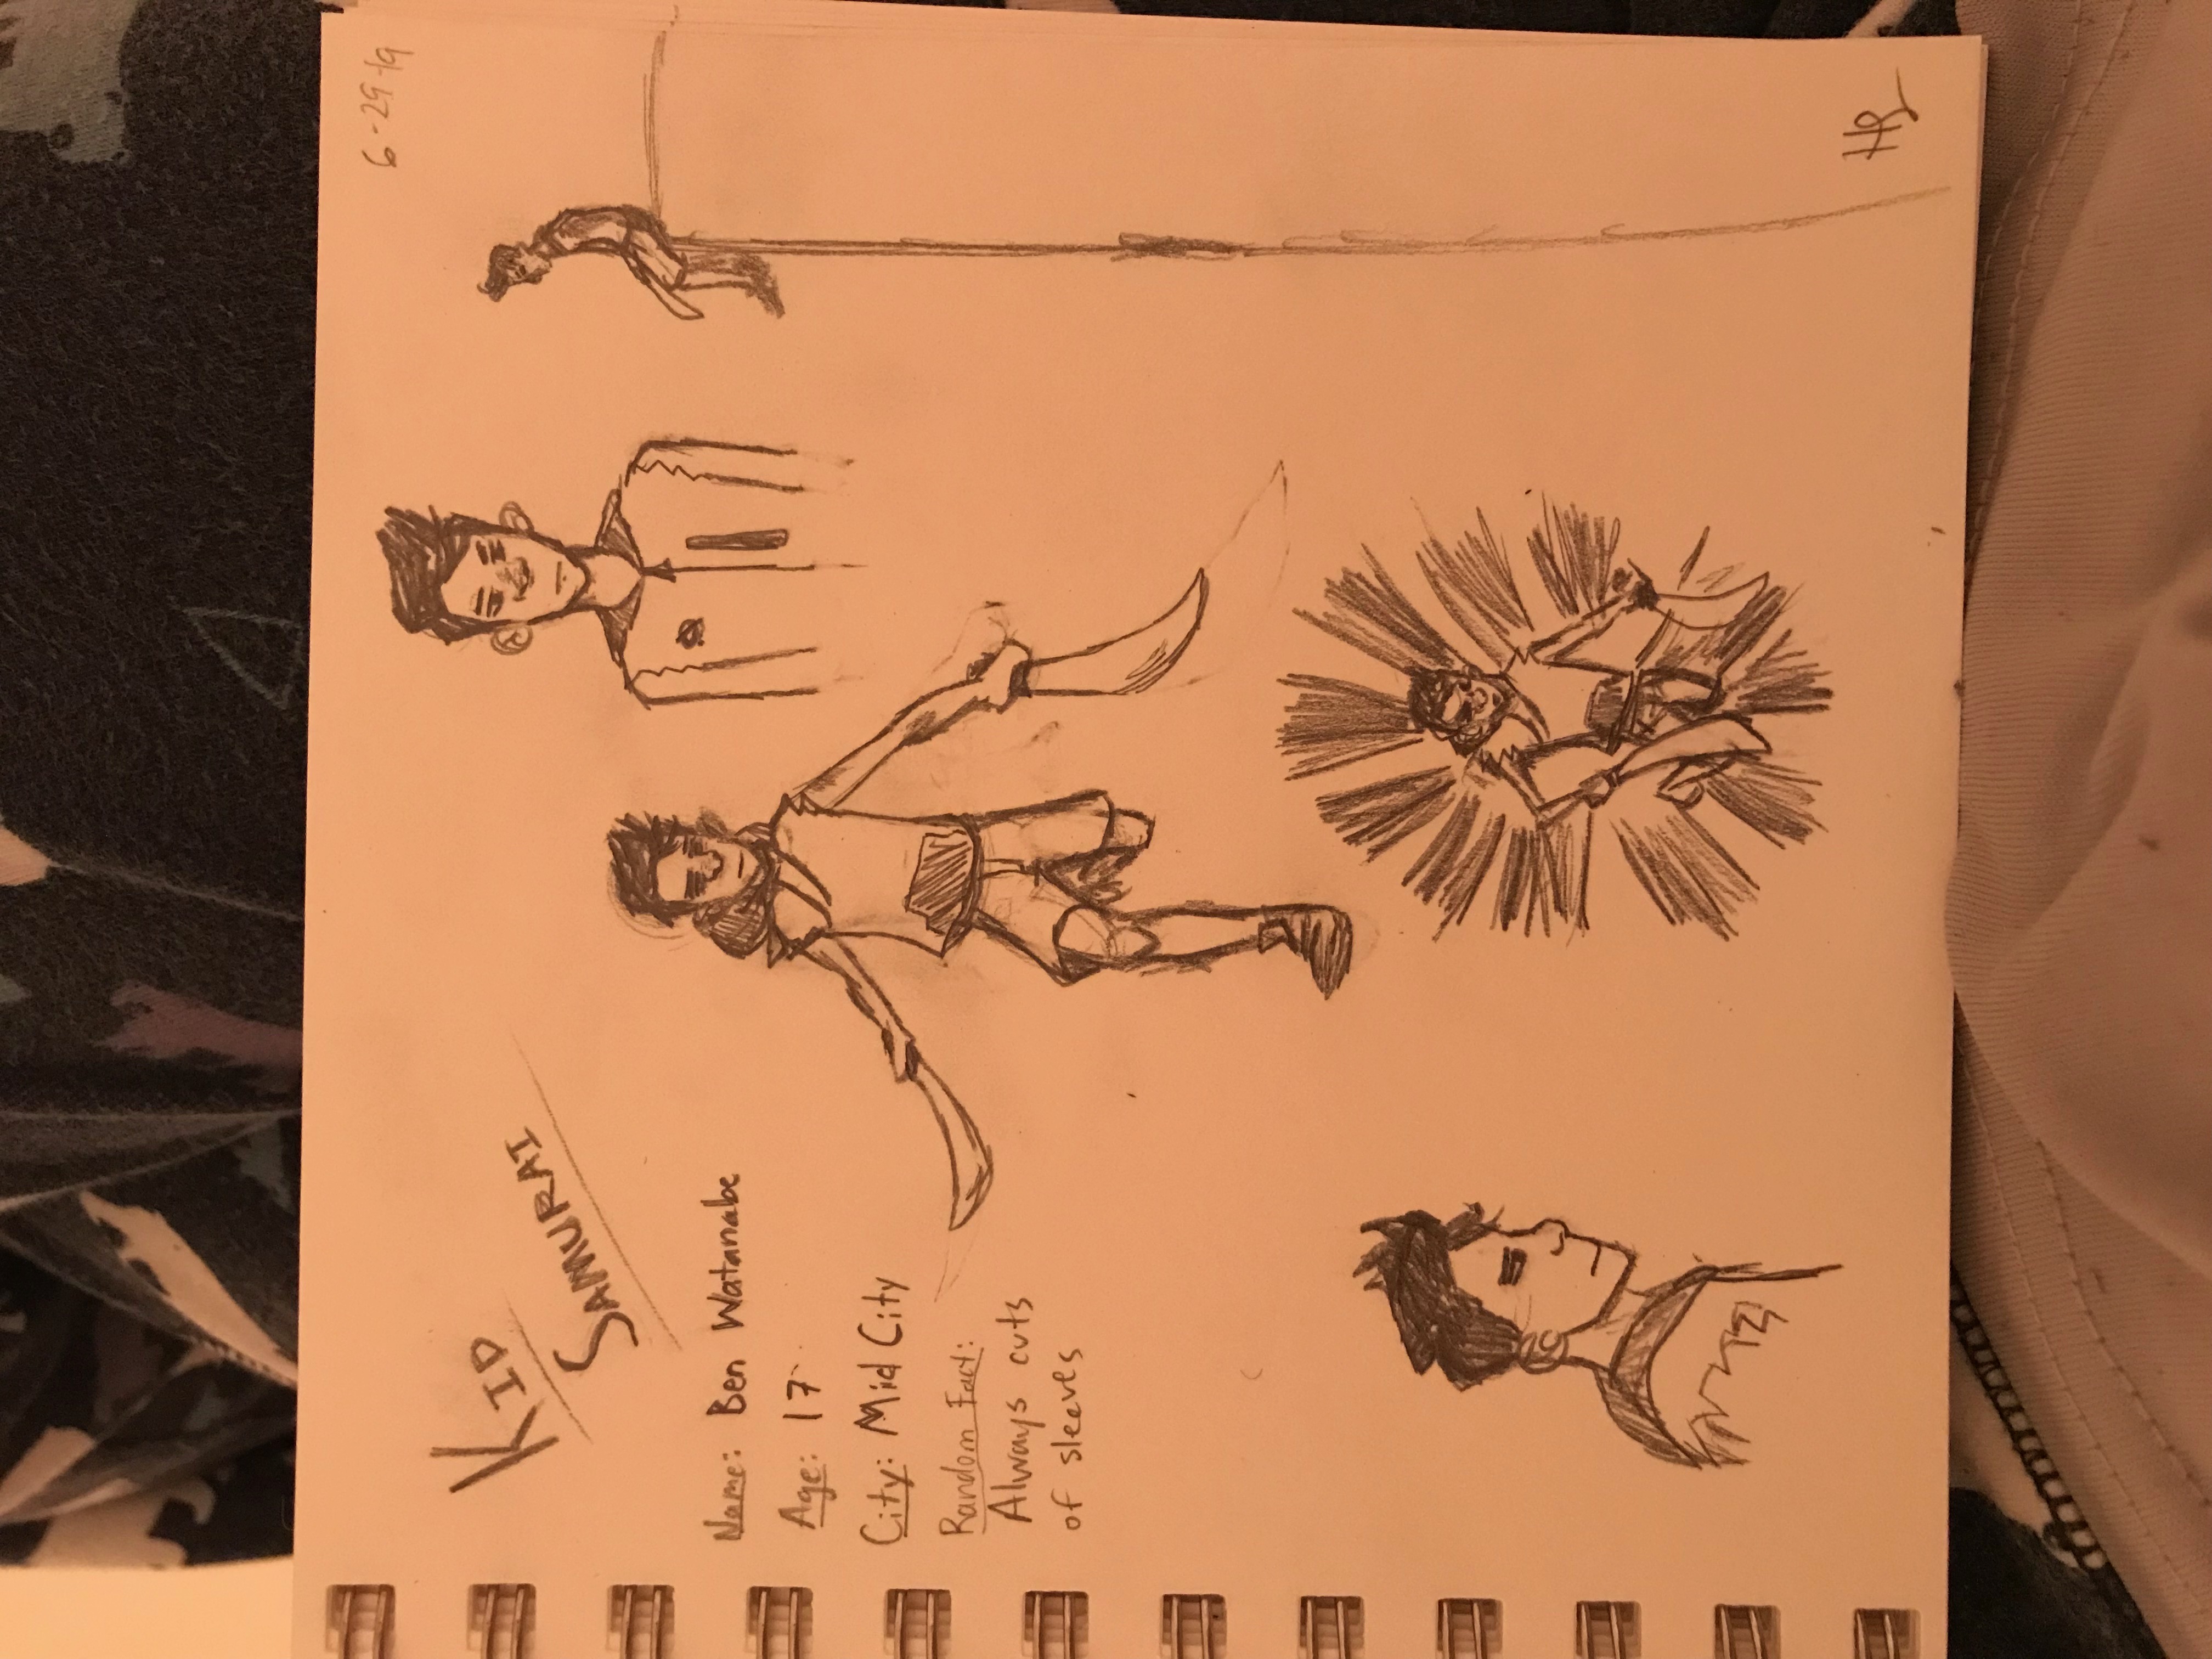 6-29-19
KID
SAMURAI
Name: Ben Watanabe
Age: 17
City: Mid City
Random Fact:
Always cuts
of sleeves